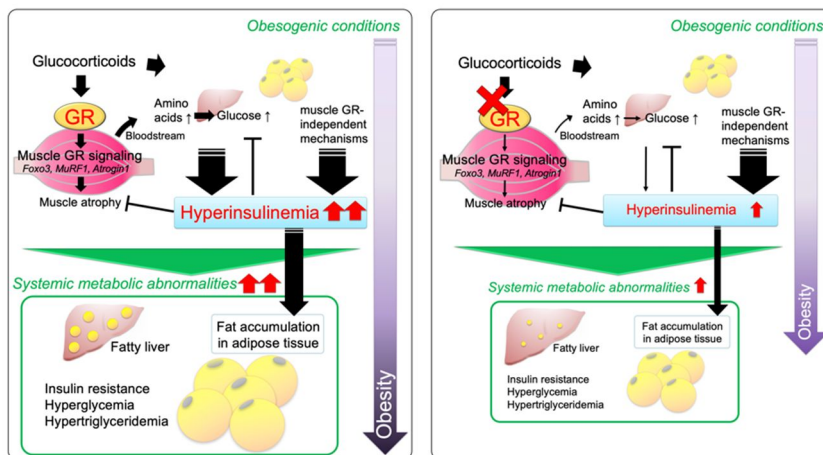 Obesogenic conditions
Glucocorticoids
GR
Amino
acids ↑
Glucose ↑
Bloodstream
muscle GR-
independent
mechanisms
Muscle GR signaling
Foxo3, MuRF1, Atrogin1
Muscle atrophy
Hyperinsulinemia
Systemic metabolic abnormalities
Fatty liver
Fat accumulation
in adipose tissue
Insulin resistance
Hyperglycemia
Hypertriglyceridemia
Obesity
Obesogenic conditions
Glucocorticoids
GR
Amino
acids ↑
Glucose ↑
Bloodstream
muscle GR-
independent
mechanisms
Muscle GR signaling
Foxo3, MuRF1, Atrogin1
Muscle atrophy
Hyperinsulinemia
Systemic metabolic abnormalities
Fatty liver
Fat accumulation
in adipose tissue
Insulin resistance
Hyperglycemia
Hypertriglyceridemia
Obesity